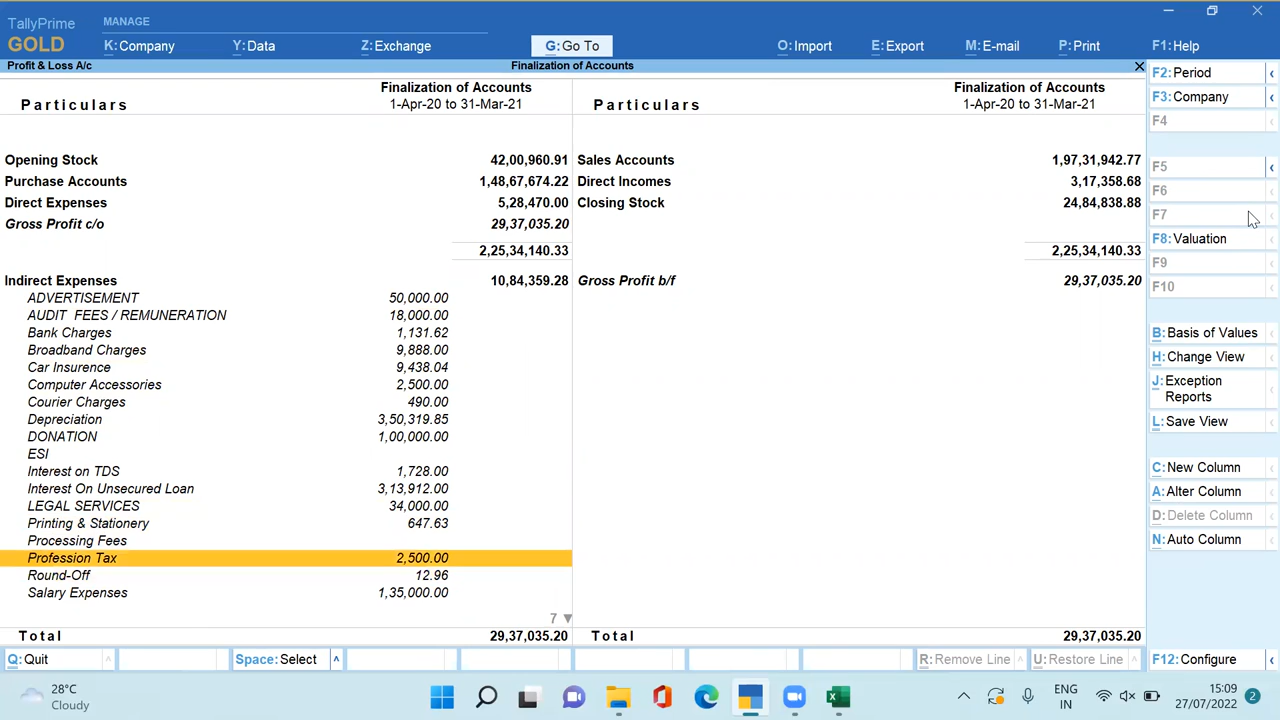 TallyPrime
GOLD
MANAGE
K:Company Y:Data Z:Exchange G:Go To O:Import E:Export M:E-mail P:Print F1:Help
Profit & Loss A/c Finalization of Accounts ×
Particulars Finalization of Accounts 1-Apr-20 to 31-Mar-21 Particulars Finalization of Accounts 1-Apr-20 to 31-Mar-21
Opening Stock 42,00,960.91 Sales Accounts 1,97,31,942.77
Purchase Accounts 1,48,67,674.22 Direct Incomes 3,17,358.68
Direct Expenses 5,28,470.00 Closing Stock 24,84,838.88
Gross Profit c/o 29,37,035.20
2,25,34,140.33 2,25,34,140.33
Indirect Expenses 10,84,359.28 Gross Profit b/f 29,37,035.20
ADVERTISEMENT 50,000.00
AUDIT FEES / REMUNERATION 18,000.00
Bank Charges 1,131.62
Broadband Charges 9,888.00
Car Insurence 9,438.04
Computer Accessories 2,500.00
Courier Charges 490.00
Depreciation 3,50,319.85
DONATION 1,00,000.00
ESI
Interest on TDS 1,728.00
Interest On Unsecured Loan 3,13,912.00
LEGAL SERVICES 34,000.00
Printing & Stationery 647.63
Processing Fees
Profession Tax 2,500.00
Round-Off 12.96
Salary Expenses 1,35,000.00
7 ▼
Total 29,37,035.20 Total 29,37,035.20
F2:Period
F3:Company
F4
F5
F6
F7
F8:Valuation
F9
F10
B:Basis of Values
H:Change View
J:Exception
Reports
L:Save View
C:New Column
A:Alter Column
D:Delete Column
N:Auto Column
Q:Quit Space:Select R:Remove Line U:Restore Line F12:Configure
28°C
Cloudy
ENG
IN
15:09
27/07/2022
2